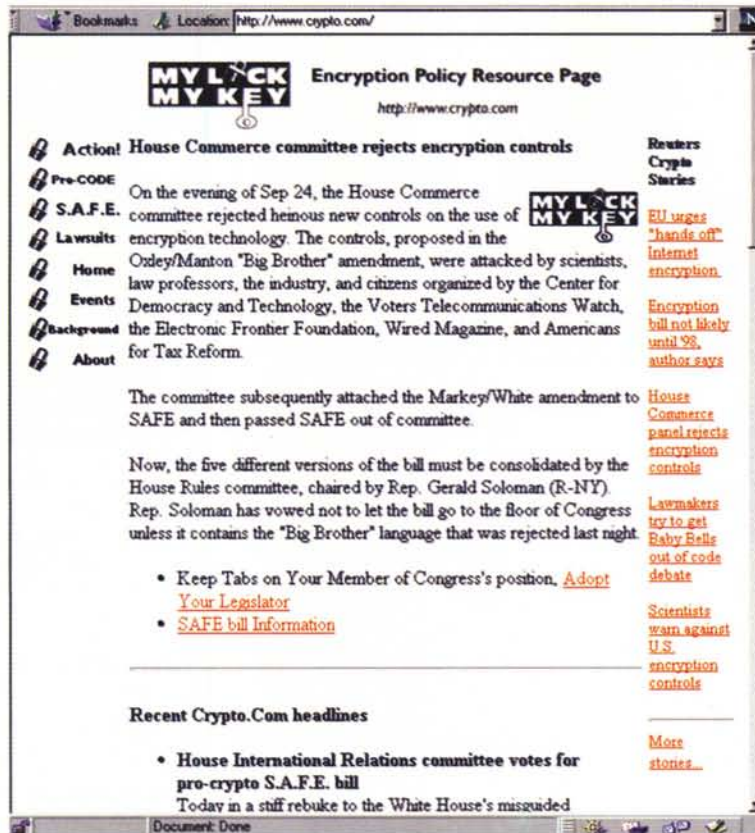 Bookmarks Location: http://www.crypto.com/
N
MY LOCK
MY KEY
Encryption Policy Resource Page
http://www.crypto.com
Action!
Pre-CODE
S.A.F.E.
Lawsuits
Home
Events
Background
About
House Commerce committee rejects encryption controls
MY LOCK
MY KEY
On the evening of Sep 24, the House Commerce
committee rejected heinous new controls on the use of
encryption technology. The controls, proposed in the
Oxley/Manton "Big Brother" amendment, were attacked by scientists,
law professors, the industry, and citizens organized by the Center for
Democracy and Technology, the Voters Telecommunications Watch,
the Electronic Frontier Foundation, Wired Magazine, and Americans
for Tax Reform.
The committee subsequently attached the Markey/White amendment to
SAFE and then passed SAFE out of committee.
Now, the five different versions of the bill must be consolidated by the
House Rules committee, chaired by Rep. Gerald Soloman (R-NY).
Rep. Soloman has vowed not to let the bill go to the floor of Congress
unless it contains the "Big Brother" language that was rejected last night.
• Keep Tabs on Your Member of Congress's position, Adopt
Your Legislator
• SAFE bill Information
Recent Crypto.Com headlines
• House International Relations committee votes for
pro-crypto S.A.F.E. bill
Today in a stiff rebuke to the White House's misguided
Reuters
Crypto
Stories
EU urges
"hands off"
Internet
encryption
Encryption
bill not likely
until '98,
author says
House
Commerce
panel rejects
encryption
controls
Lawmakers
try to get
Baby Bells
out of code
debate
Scientists
warn against
U.S.
encryption
controls
More
stories...
Document: Done